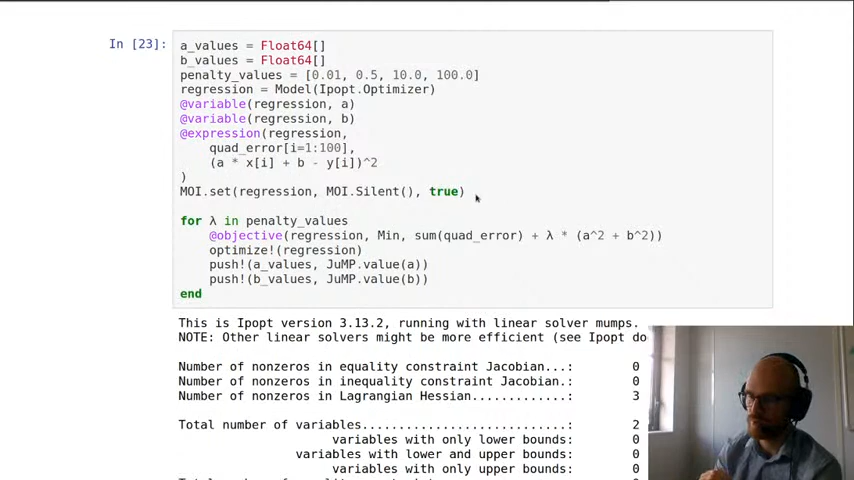 In [23]:
a_values = Float64[]
b_values = Float64[]
penalty_values = [0.01, 0.5, 10.0, 100.0]
regression = Model(Ipopt.Optimizer)
@variable(regression, a)
@variable(regression, b)
@expression(regression,
quad_error[i=1:100],
(a * x[i] + b - y[i])^2
)
MOI.set(regression, MOI.Silent(), true)
for λ in penalty_values
@objective(regression, Min, sum(quad_error) + λ * (a^2 + b^2))
optimize!(regression)
push!(a_values, JuMP.value(a))
push!(b_values, JuMP.value(b))
end
This is Ipopt version 3.13.2, running with linear solver mumps.
NOTE: Other linear solvers might be more efficient (see Ipopt do
Number of nonzeros in equality constraint Jacobian...: 0
Number of nonzeros in inequality constraint Jacobian.: 0
Number of nonzeros in Lagrangian Hessian.............: 3
Total number of variables............................: 2
variables with only lower bounds: 0
variables with lower and upper bounds: 0
variables with only upper bounds: 0